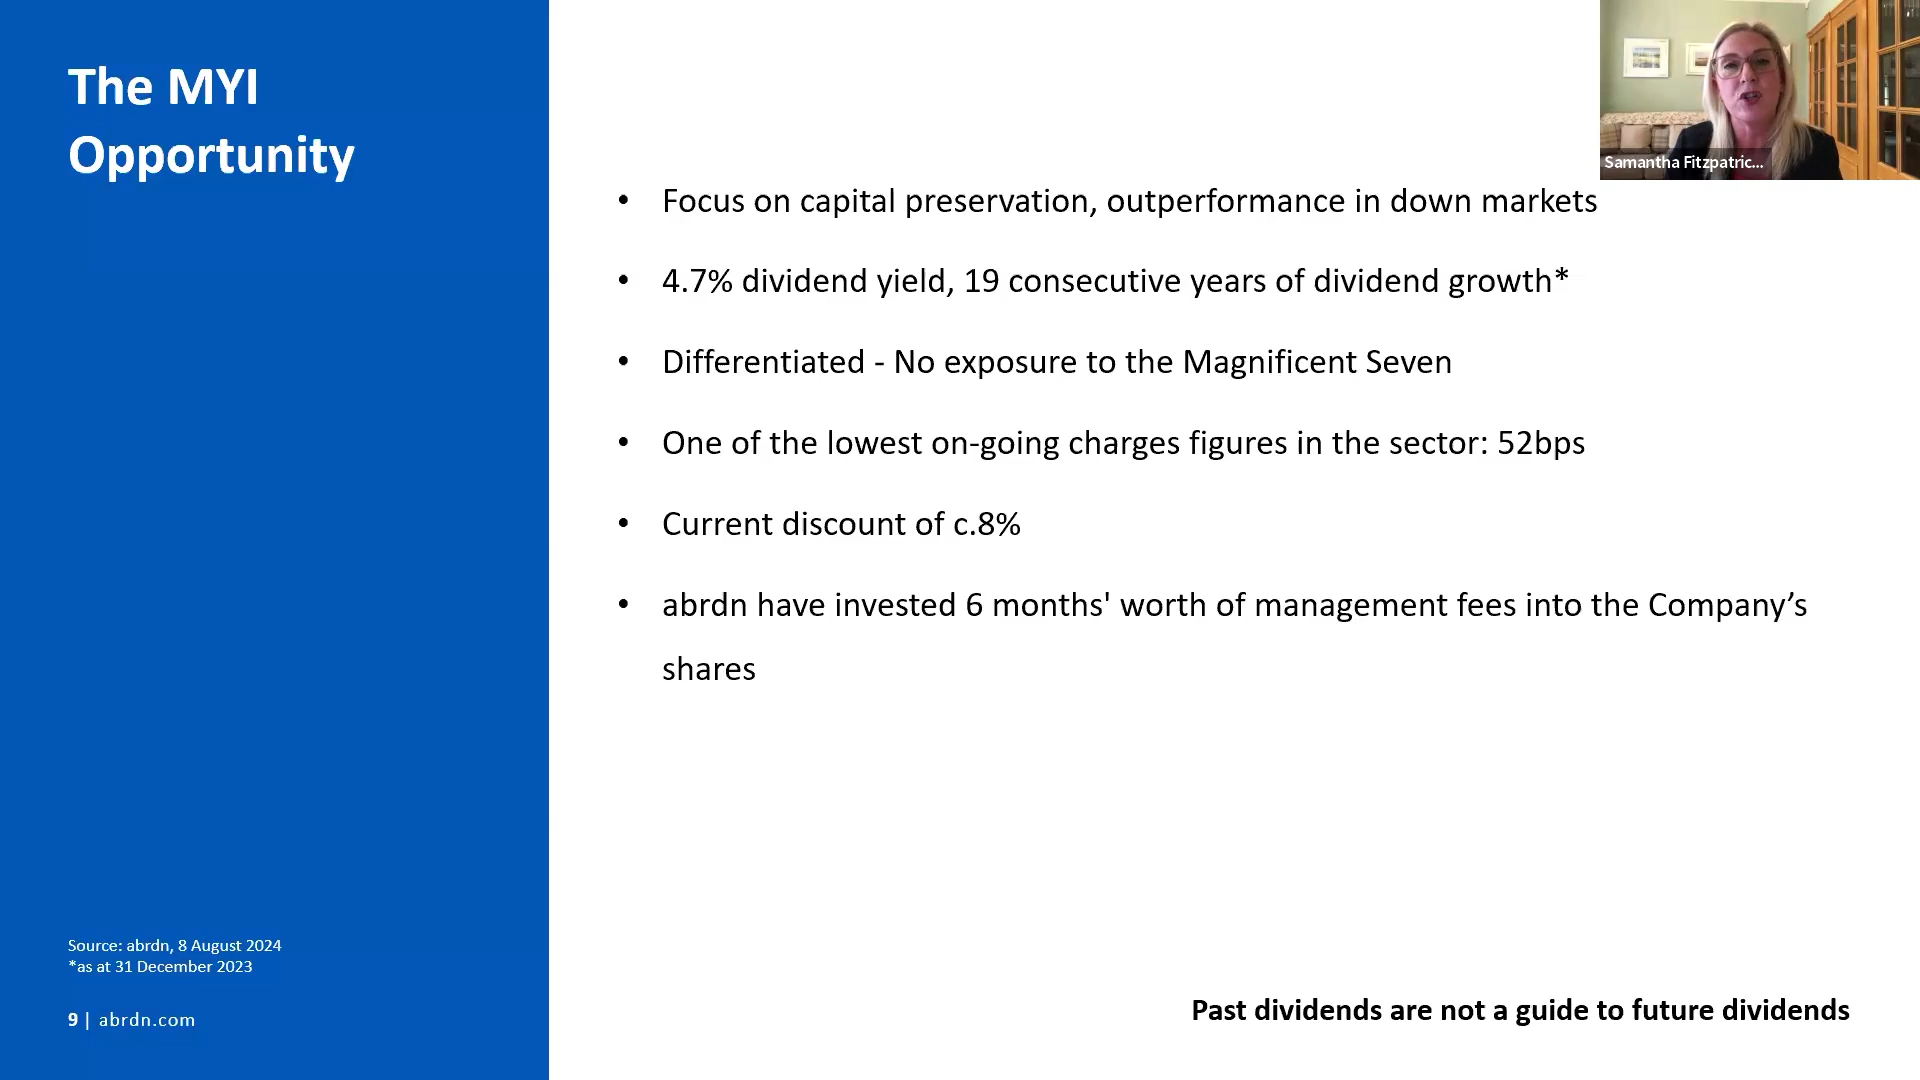 The MYI
Opportunity
Samantha Fitzpatric...
• Focus on capital preservation, outperformance in down markets
• 4.7% dividend yield, 19 consecutive years of dividend growth*
• Differentiated - No exposure to the Magnificent Seven
• One of the lowest on-going charges figures in the sector: 52bps
• Current discount of c.8%
• abrdn have invested 6 months' worth of management fees into the Company’s
shares
Source: abrdn, 8 August 2024
*as at 31 December 2023
9 | abrdn.com
Past dividends are not a guide to future dividends